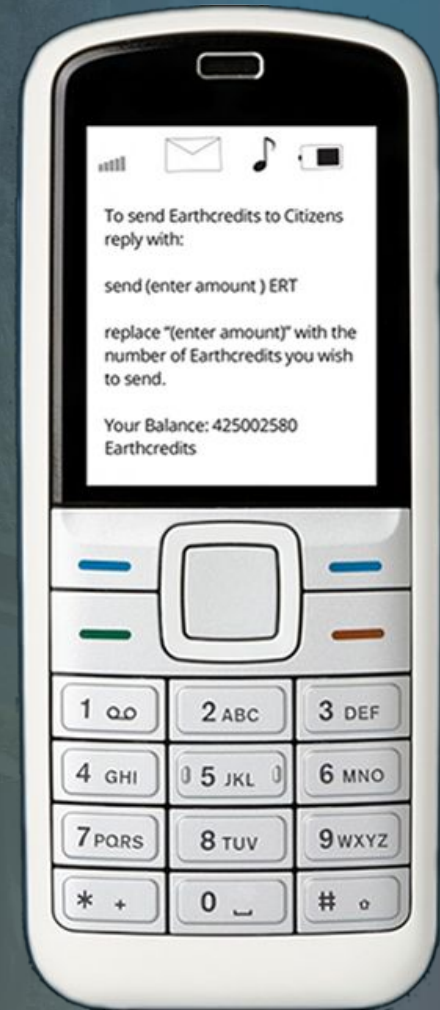 To send Earthcredits to Citizens
reply with:
send (enter amount ) ERT
replace "(enter amount)" with the
number of Earthcredits you wish
to send.
Your Balance: 425002580
Earthcredits
1 2 ABC 3 DEF
4 GHI 5 JKL 6 MNO
7 PQRS 8 TUV 9 WXYZ
* + 0 #